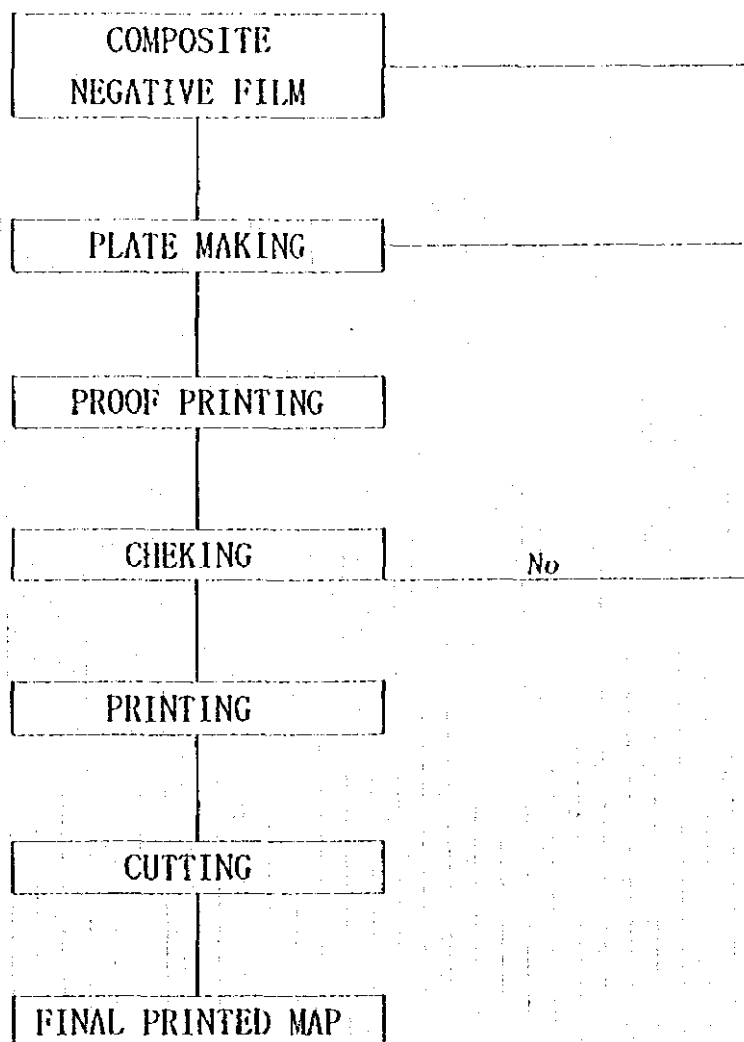 COMPOSITE
NEGATIVE FILM
PLATE MAKING
PROOF PRINTING
CHEKING
No
PRINTING
CUTTING
FINAL PRINTED MAP